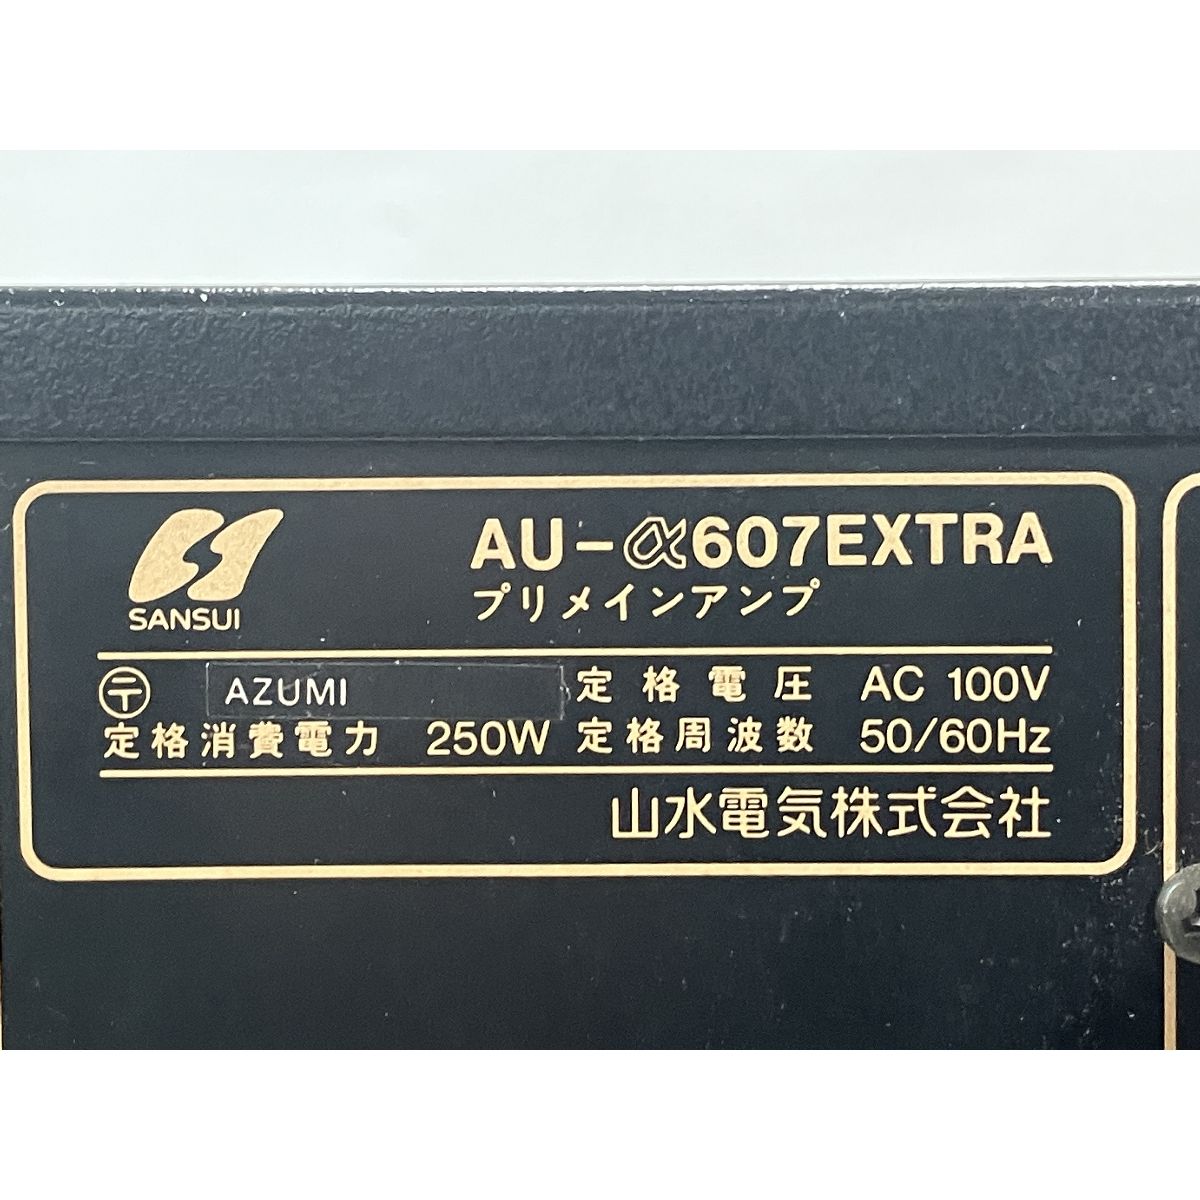 SANSUI
AU-α607EXTRA
プリメインアンプ
〒 AZUMI 定格電圧 AC 100V
定格消費電力 250W 定格周波数 50/60Hz
山水電気株式会社